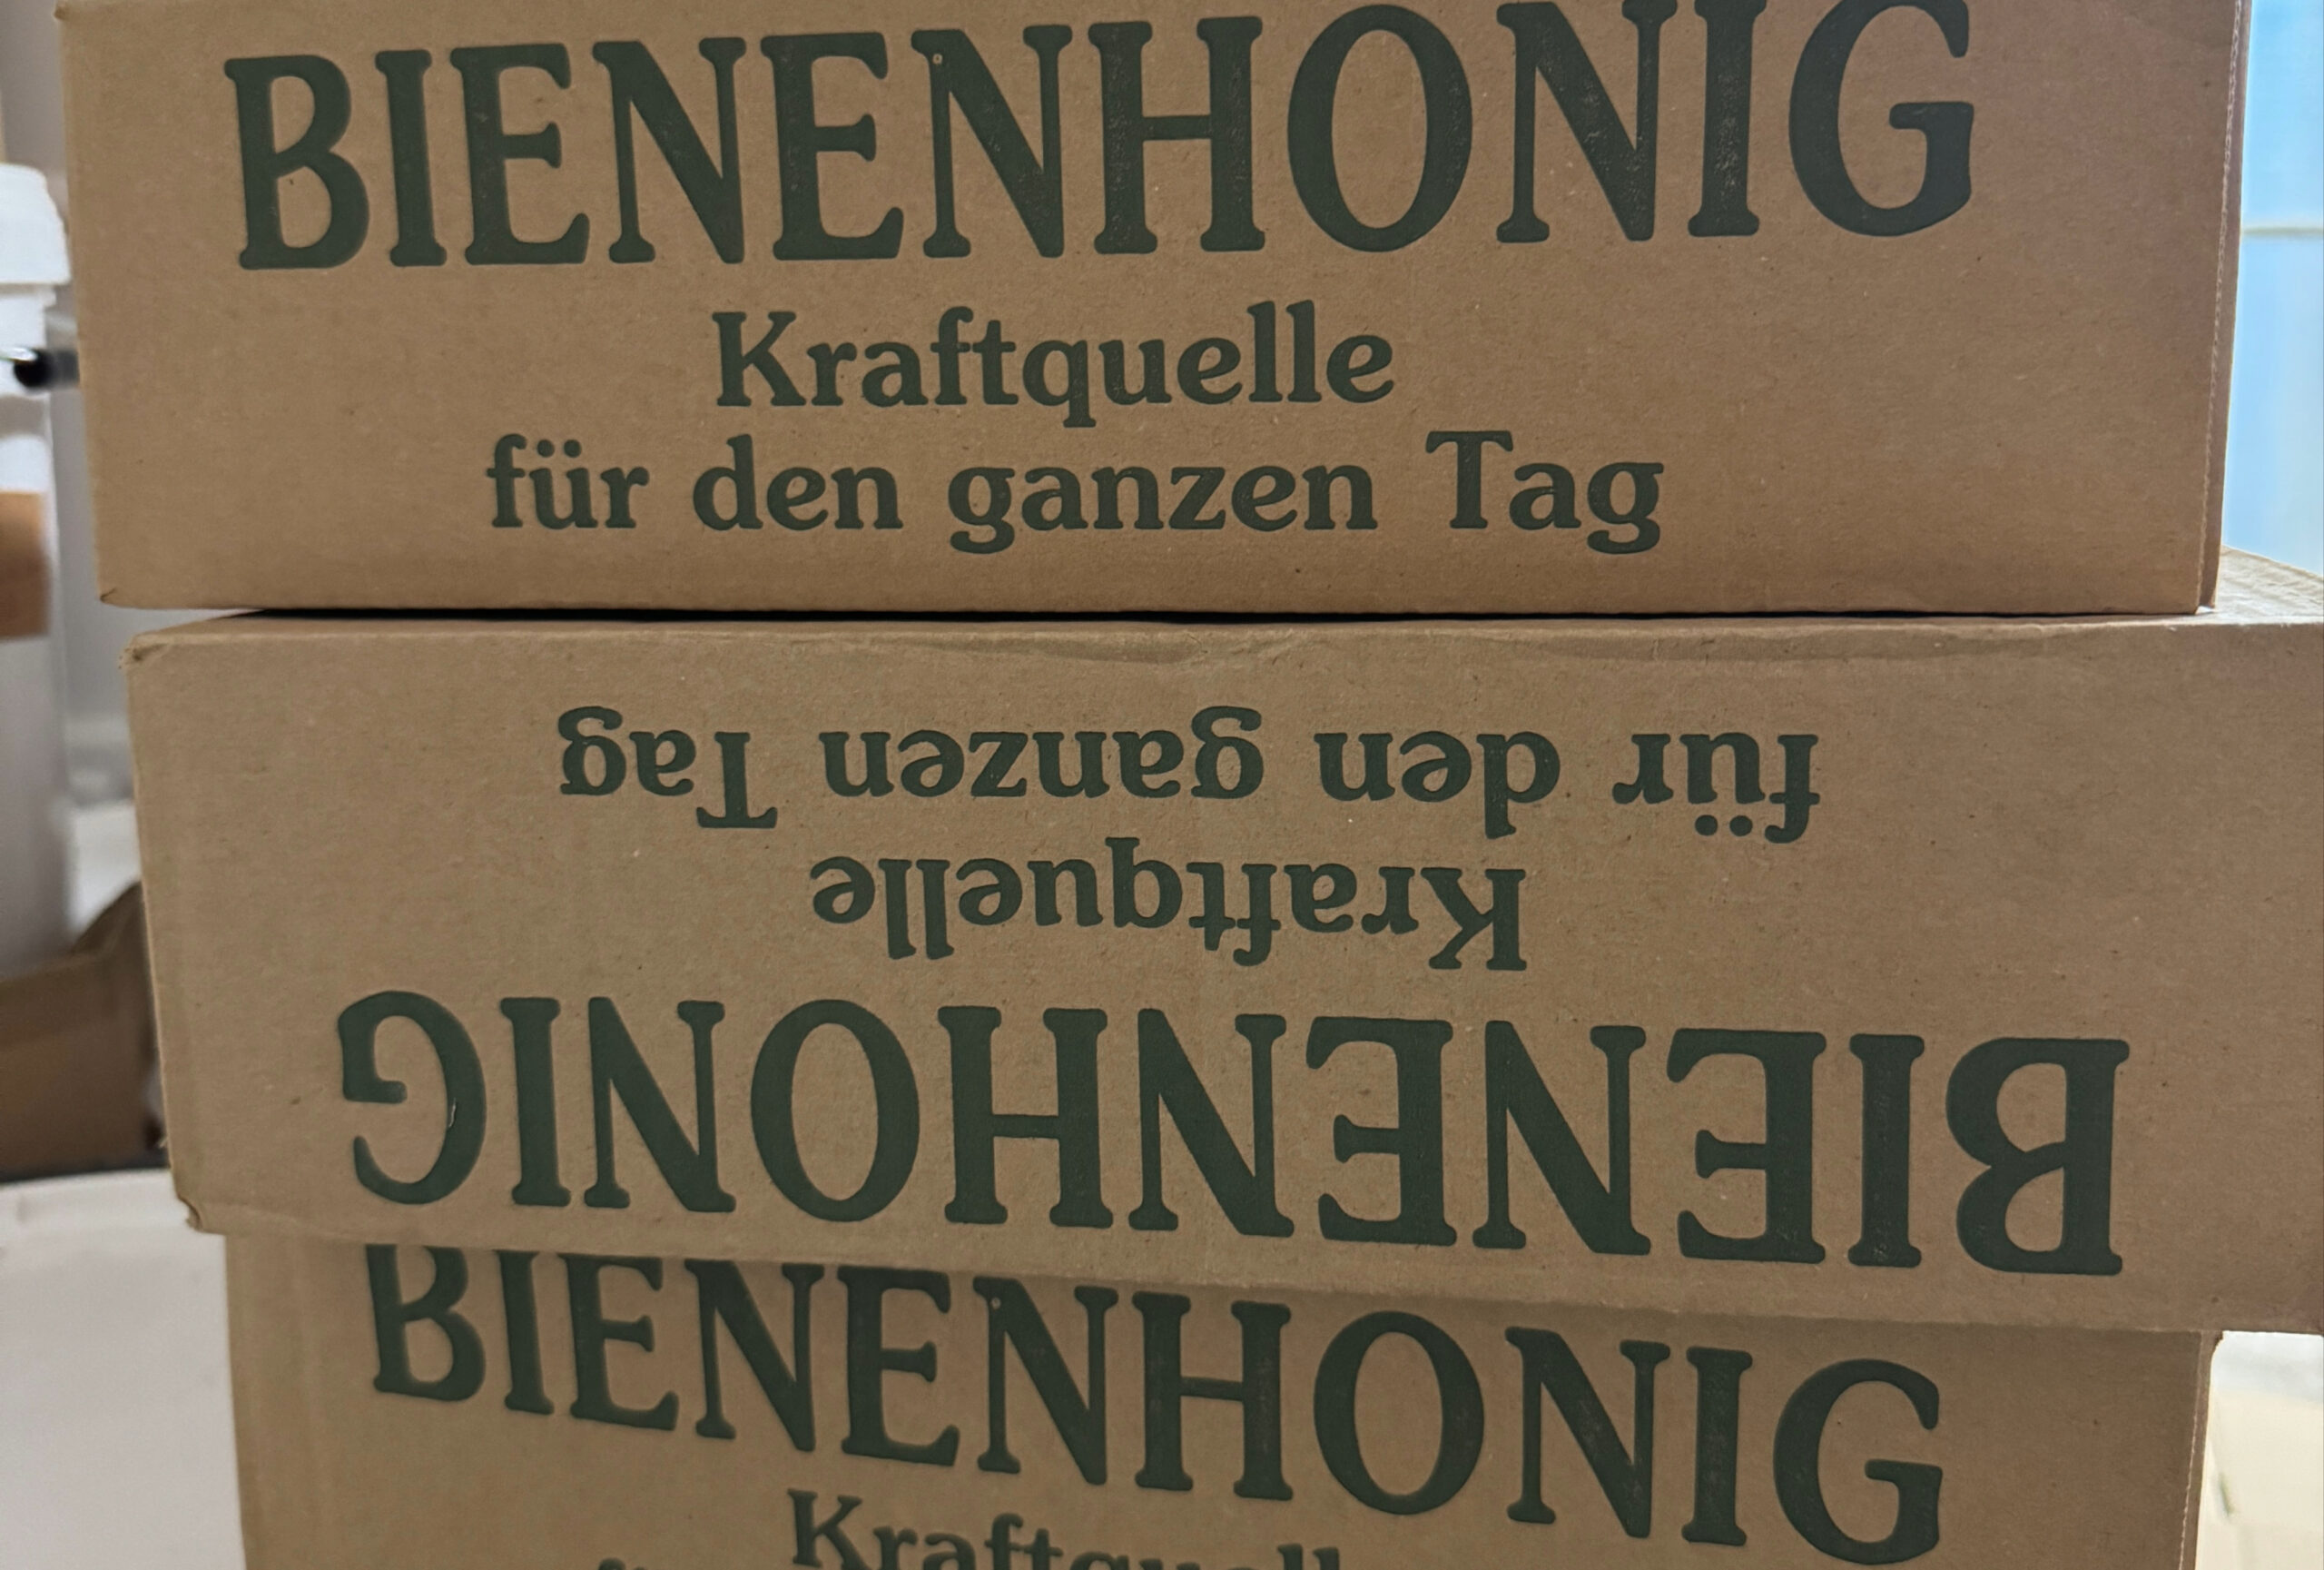 BIENENHONIG
Kraftquelle
für den ganzen Tag
BIENENHONIG
Kraftquelle
für den ganzen Tag
BIENENHONIG